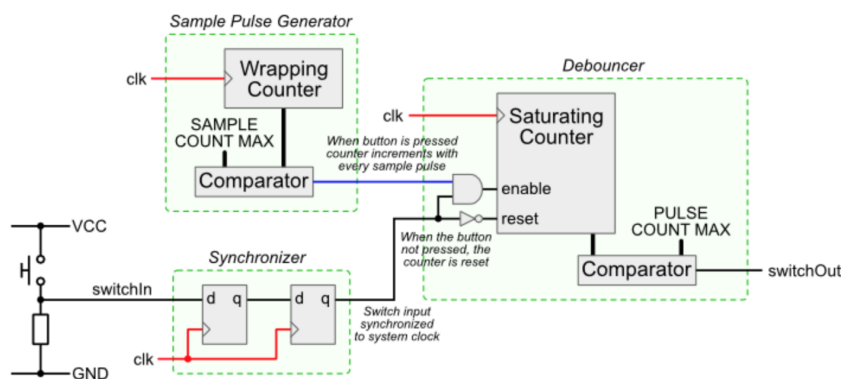 Sample Pulse Generator
clk
Wrapping
Counter
SAMPLE
COUNT MAX
Comparator
When button is pressed
counter increments with
every sample pulse
Debouncer
clk
Saturating
Counter
enable
reset
When the button
not pressed, the
counter is reset
PULSE
COUNT MAX
Comparator
switchOut
VCC
switchIn
GND
Synchronizer
d q
d q
clk
Switch input
synchronized
to system clock